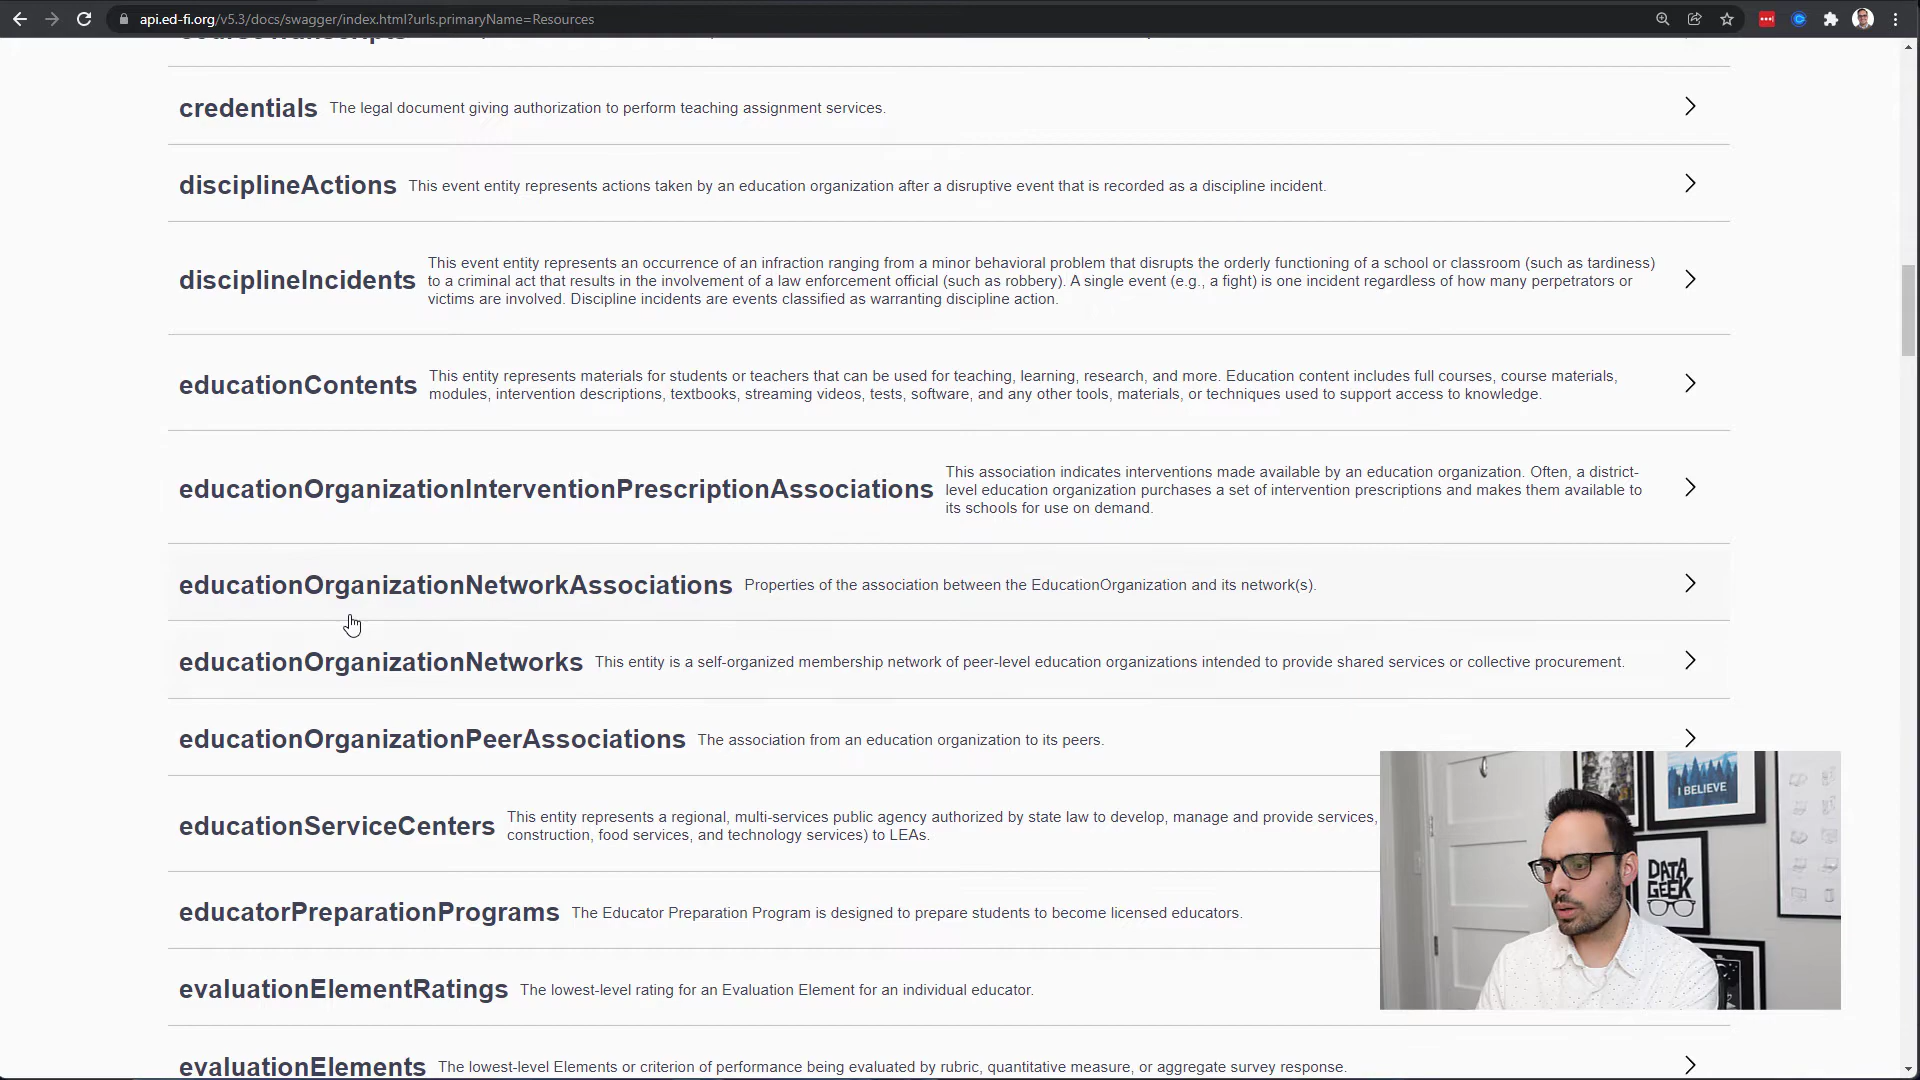 api.ed-fi.org/v5.3/docs/swagger/index.html?urls.primaryName=Resources
credentials The legal document giving authorization to perform teaching assignment services.
disciplineActions This event entity represents actions taken by an education organization after a disruptive event that is recorded as a discipline incident.
disciplineIncidents
This event entity represents an occurrence of an infraction ranging from a minor behavioral problem that disrupts the orderly functioning of a school or classroom (such as tardiness)
to a criminal act that results in the involvement of a law enforcement official (such as robbery). A single event (e.g., a fight) is one incident regardless of how many perpetrators or
victims are involved. Discipline incidents are events classified as warranting discipline action.
educationContents
This entity represents materials for students or teachers that can be used for teaching, learning, research, and more. Education content includes full courses, course materials,
modules, intervention descriptions, textbooks, streaming videos, tests, software, and any other tools, materials, or techniques used to support access to knowledge.
educationOrganizationInterventionPrescriptionAssociations
This association indicates interventions made available by an education organization. Often, a district-
level education organization purchases a set of intervention prescriptions and makes them available to
its schools for use on demand.
educationOrganizationNetworkAssociations Properties of the association between the EducationOrganization and its network(s).
educationOrganizationNetworks This entity is a self-organized membership network of peer-level education organizations intended to provide shared services or collective procurement.
educationOrganizationPeerAssociations The association from an education organization to its peers.
educationServiceCenters
This entity represents a regional, multi-services public agency authorized by state law to develop, manage and provide services,
construction, food services, and technology services) to LEAs.
educatorPreparationPrograms The Educator Preparation Program is designed to prepare students to become licensed educators.
evaluationElementRatings The lowest-level rating for an Evaluation Element for an individual educator.
evaluationElements The lowest-level Elements or criterion of performance being evaluated by rubric, quantitative measure, or aggregate survey response.
I BELIEVE
DATA
GEEK